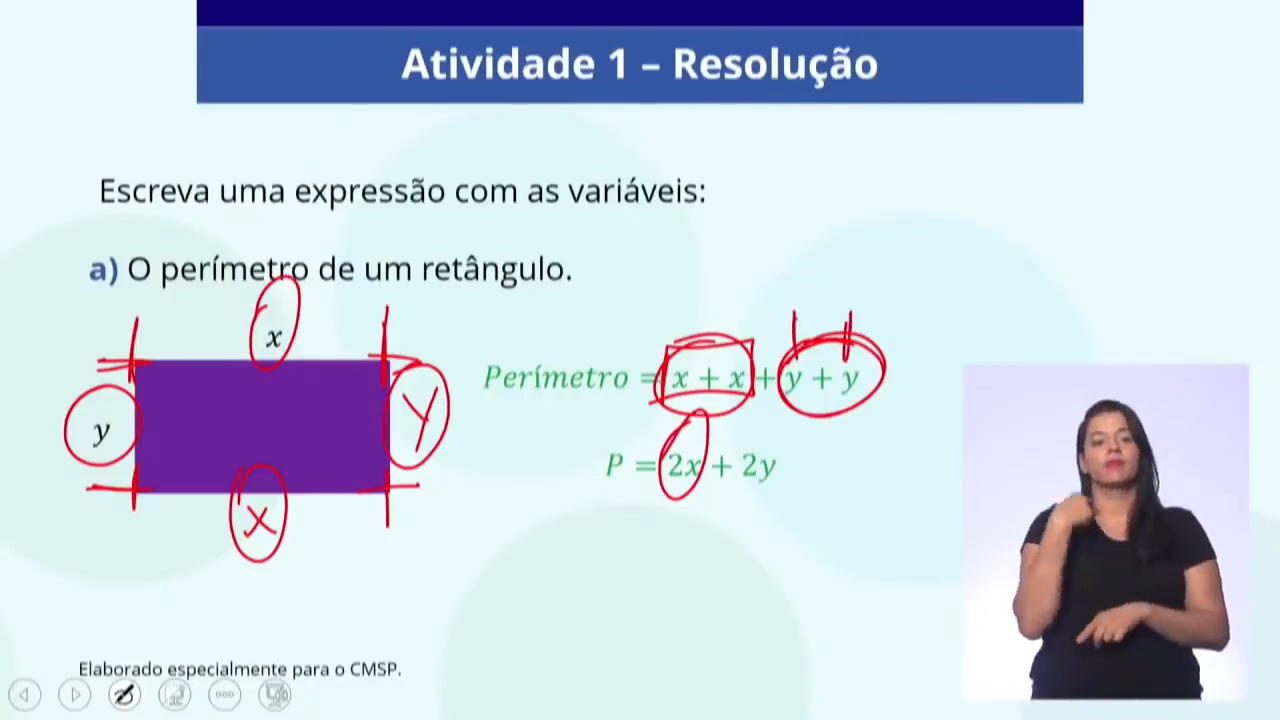 Atividade 1 – Resolução
Escreva uma expressão com as variáveis:
a) O perímetro de um retângulo.
x
y
Y
x
Perímetro = x + x + y + y
P = 2x + 2y
Elaborado especialmente para o CMSP.